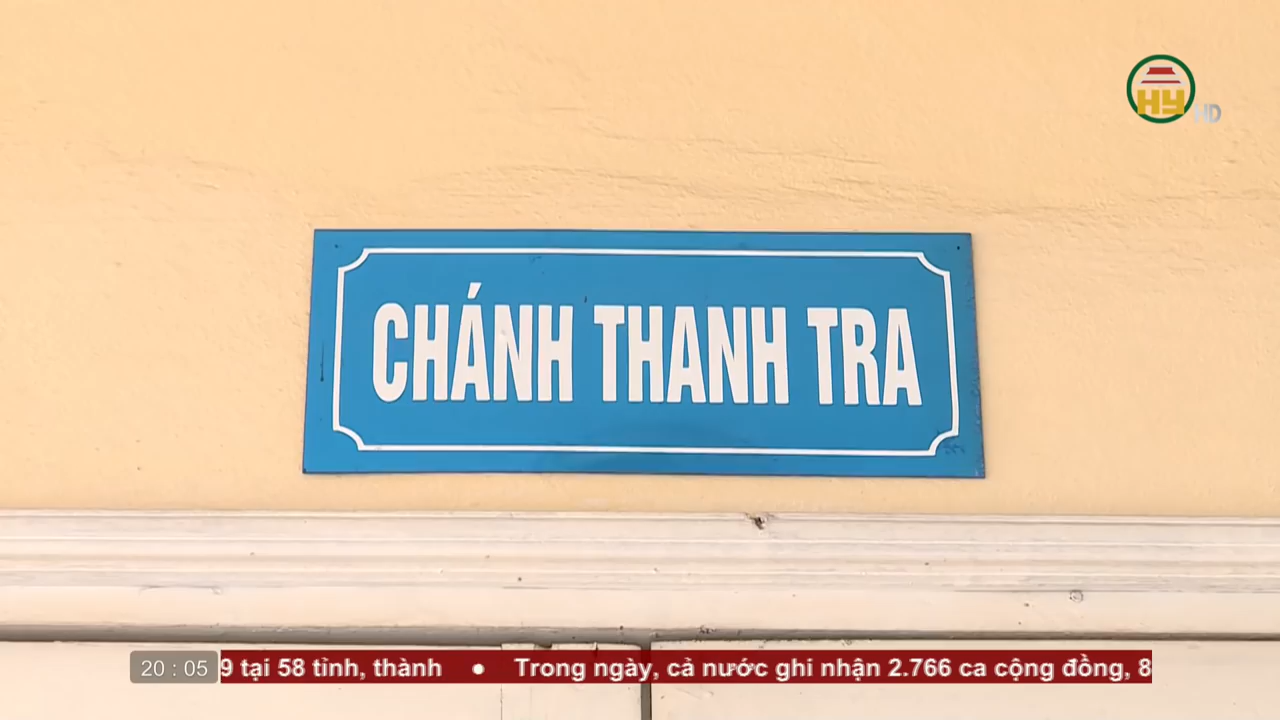 HY HD
CHÁNH THANH TRA
20 : 05 9 tại 58 tỉnh, thành • Trong ngày, cả nước ghi nhận 2.766 ca cộng đồng, 8